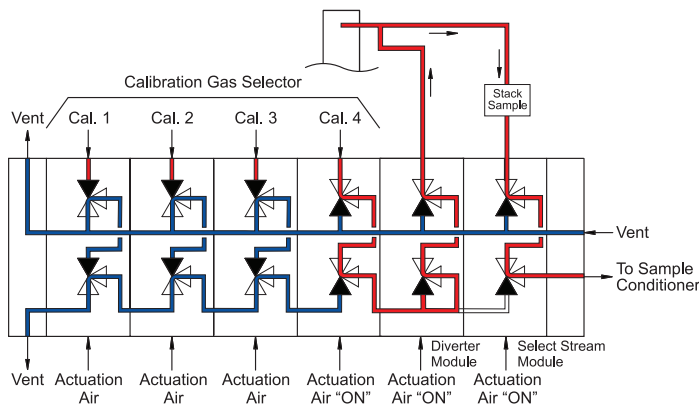 Calibration Gas Selector
Stack
Sample
Vent
Cal. 1
Cal. 2
Cal. 3
Cal. 4
Vent
To Sample
Conditioner
Diverter
Module
Select Stream
Module
Vent
Actuation
Air
Actuation
Air
Actuation
Air
Actuation
Air “ON”
Actuation
Air “ON”
Actuation
Air “ON”